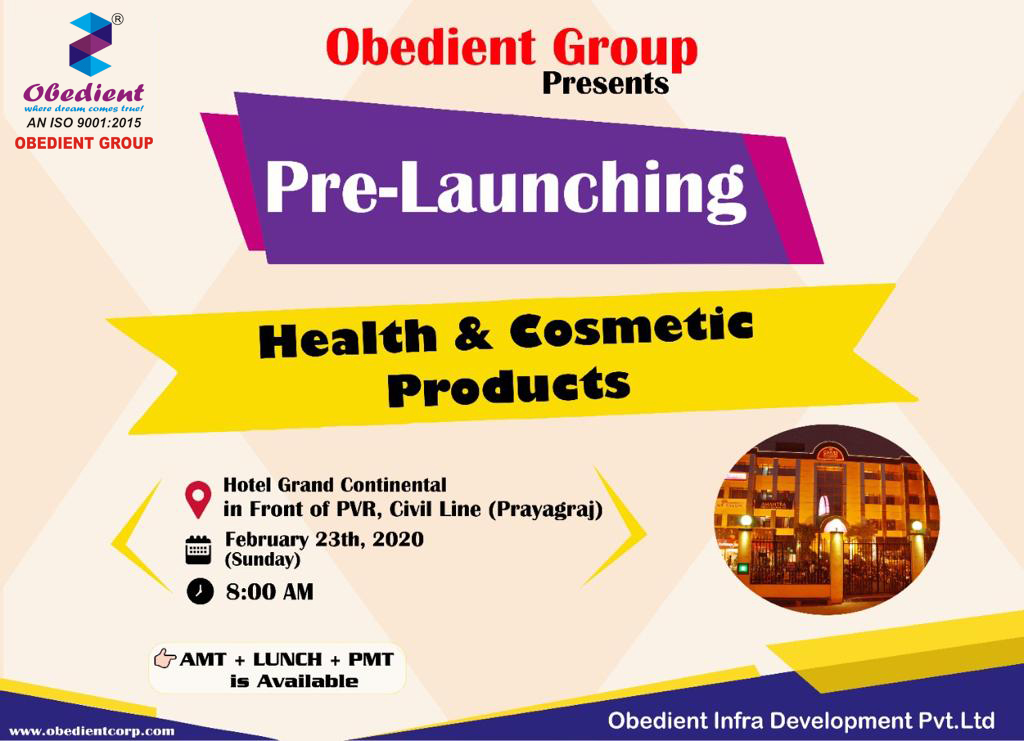 ®
Obedient
where dream comes true!
AN ISO 9001:2015
OBEDIENT GROUP
Obedient Group
Presents
Pre-Launching
Health & Cosmetic
Products
Hotel Grand Continental
in Front of PVR, Civil Line (Prayagraj)
February 23th, 2020
(Sunday)
8:00 AM
AMT + LUNCH + PMT
is Available
www.obedientcorp.com
Obedient Infra Development Pvt.Ltd